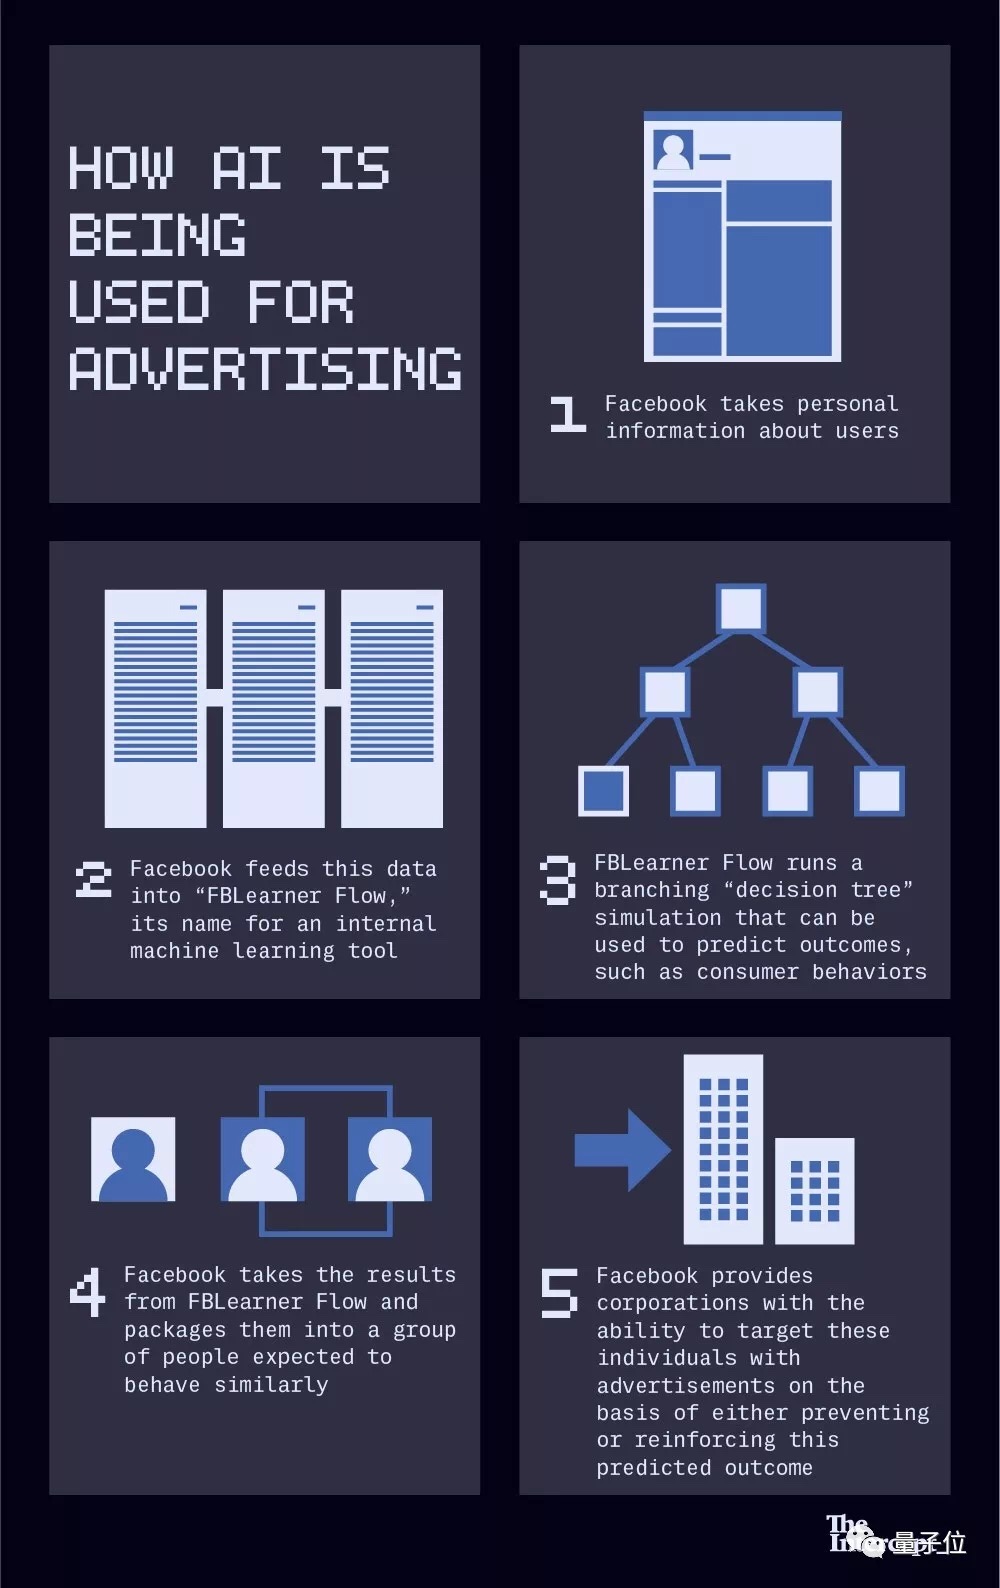 HOW AI IS
BEING
USED FOR
ADVERTISING
1
Facebook takes personal
information about users
2
Facebook feeds this data
into “FBLearner Flow,”
its name for an internal
machine learning tool
3
FBLearner Flow runs a
branching “decision tree”
simulation that can be
used to predict outcomes,
such as consumer behaviors
4
Facebook takes the results
from FBLearner Flow and
packages them into a group
of people expected to
behave similarly
5
Facebook provides
corporations with the
ability to target these
individuals with
advertisements on the
basis of either preventing
or reinforcing this
predicted outcome
The
Intercept_
量子位